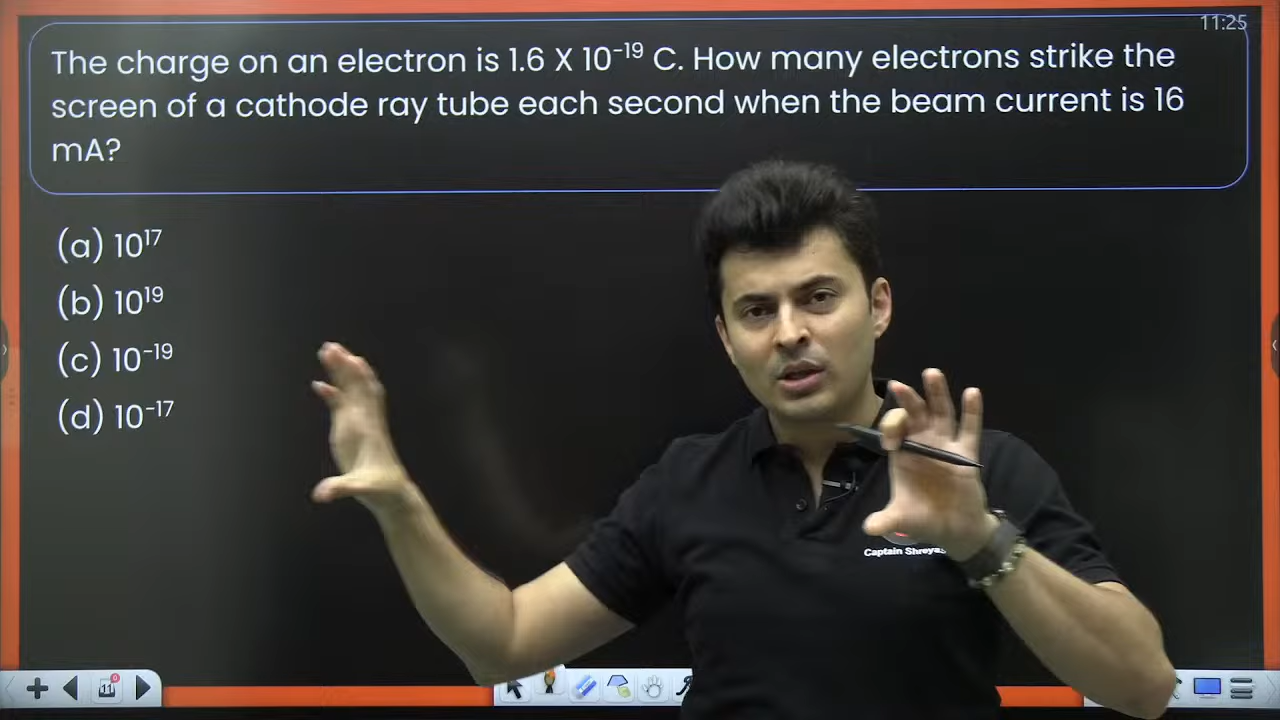 11:25
The charge on an electron is 1.6 X 10⁻¹⁹ C. How many electrons strike the
screen of a cathode ray tube each second when the beam current is 16
mA?
(a) 10¹⁷
(b) 10¹⁹
(c) 10⁻¹⁹
(d) 10⁻¹⁷
Captain Shreyas
0
11